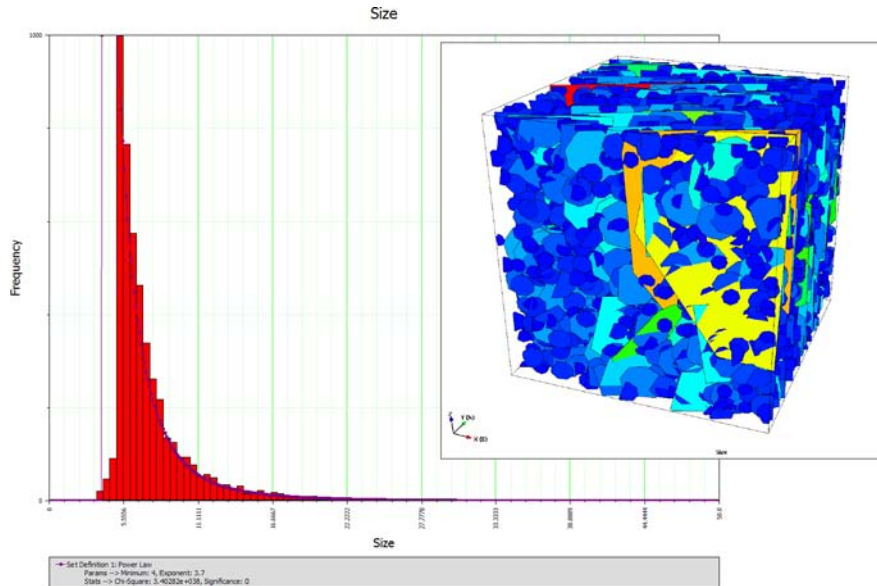 Size
1000
Frequency
0
0
5.5556
11.1111
16.6667
22.2222
27.7778
33.3333
38.8889
44.4444
50.0
Size
Y (N)
X (E)
Set Definition 1: Power Law
Params --> Minimum: 4, Exponent: 3.7
Stats --> Chi-Square: 3.40282e+038, Significance: 0